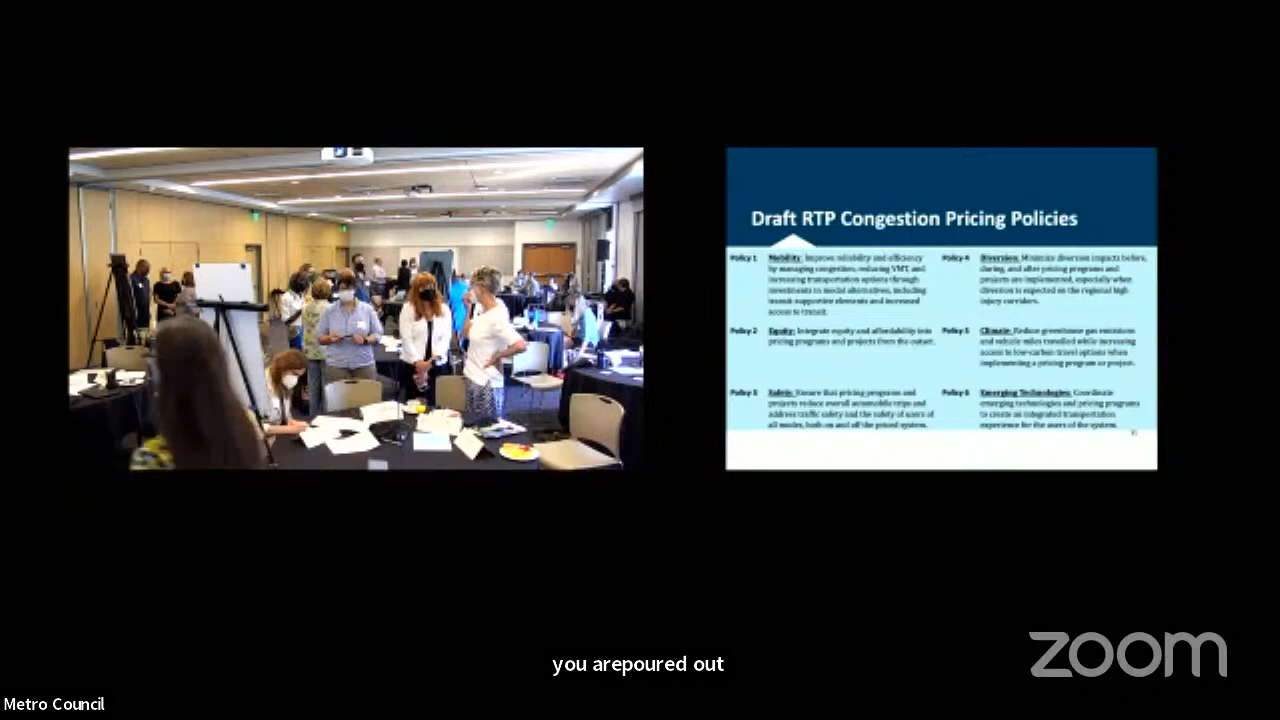 Draft RTP Congestion Pricing Policies
Policy 1
Mobility: Improve reliability and efficiency
by managing congestion, reducing VMT, and
increasing transportation options through
investments in modal alternatives, including
transit-supportive elements and increased
access to transit.
Policy 2
Equity: Integrate equity and affordability into
pricing programs and projects from the outset.
Policy 3
Safety: Ensure that pricing programs and
projects reduce overall automobile trips and
address traffic safety and the safety of users of
all modes, both on and off the priced system.
Policy 4
Diversion: Minimize diversion impacts before,
during, and after pricing programs and
projects are implemented, especially when
diversion is expected on the regional high
injury corridors.
Policy 5
Climate: Reduce greenhouse gas emissions
and vehicle miles travelled while increasing
access to low-carbon travel options when
implementing a pricing program or project.
Policy 6
Emerging Technologies: Coordinate
emerging technologies and pricing programs
to create an integrated transportation
experience for the users of the system.
you arepoured out
zoom
Metro Council